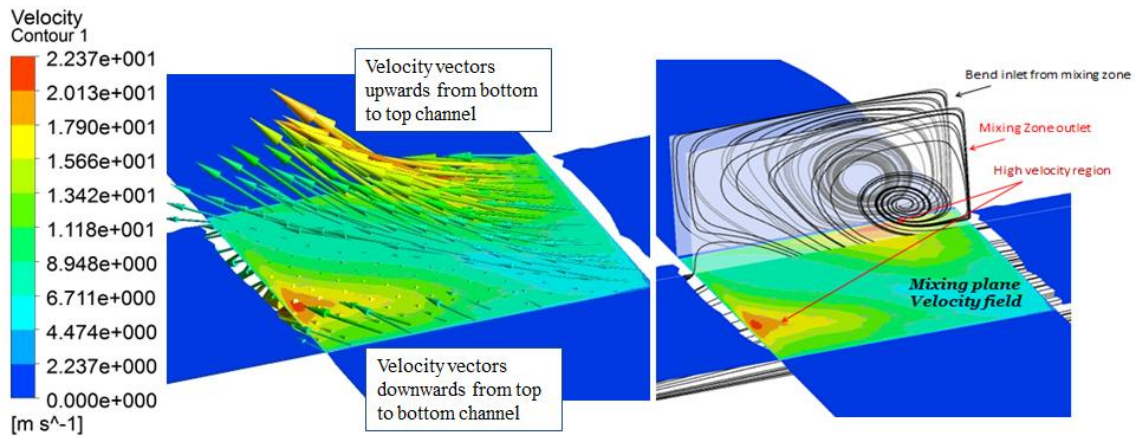 Velocity
Contour 1
2.237e+001
2.013e+001
1.790e+001
1.566e+001
1.342e+001
1.118e+001
8.948e+000
6.711e+000
4.474e+000
2.237e+000
0.000e+000
[m s^-1]
Velocity vectors
upwards from bottom
to top channel
Velocity vectors
downwards from top
to bottom channel
Bend inlet from mixing zone
Mixing Zone outlet
High velocity region
Mixing plane
Velocity field